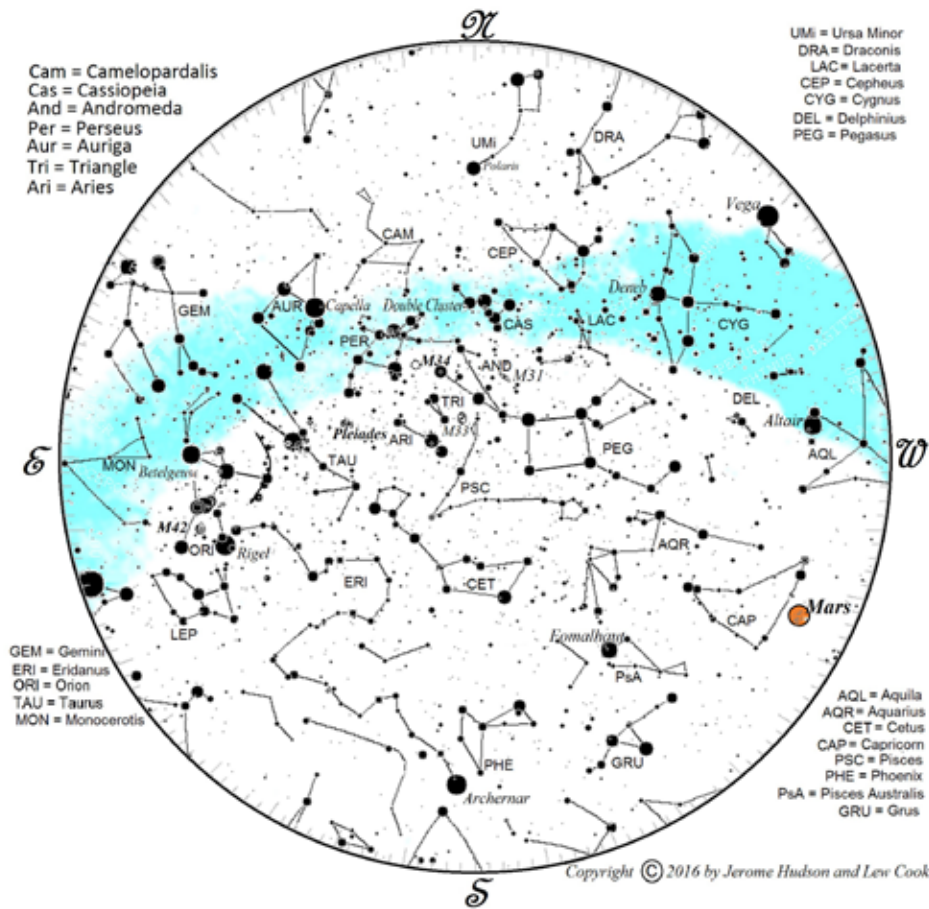 N
Cam = Camelopardalis
Cas = Cassiopeia
And = Andromeda
Per = Perseus
Aur = Auriga
Tri = Triangle
Ari = Aries
UMi = Ursa Minor
DRA = Draconis
LAC = Lacerta
CEP = Cepheus
CYG = Cygnus
DEL = Delphinius
PEG = Pegasus
UMi
DRA
Polaris
Vega
CAM
CEP
Deneb
GEM
AUR
Capella
Double Cluster
CAS
LAC
CYG
PER
M34
AND
M31
TRI
DEL
Altair
Pleiades
ARI
M33
PEG
AQL
E
MON
Betelgeuse
TAU
PSC
W
M42
ORI
Rigel
AQR
ERI
CET
CAP
Mars
LEP
Fomalhaut
PsA
GEM = Gemini
ERI = Eridanus
ORI = Orion
TAU = Taurus
MON = Monocerotis
AQL = Aquila
AQR = Aquarius
CET = Cetus
CAP = Capricorn
PSC = Pisces
PHE = Phoenix
PsA = Pisces Australis
GRU = Grus
PHE
GRU
Archernar
S
Copyright © 2016 by Jerome Hudson and Lew Cook